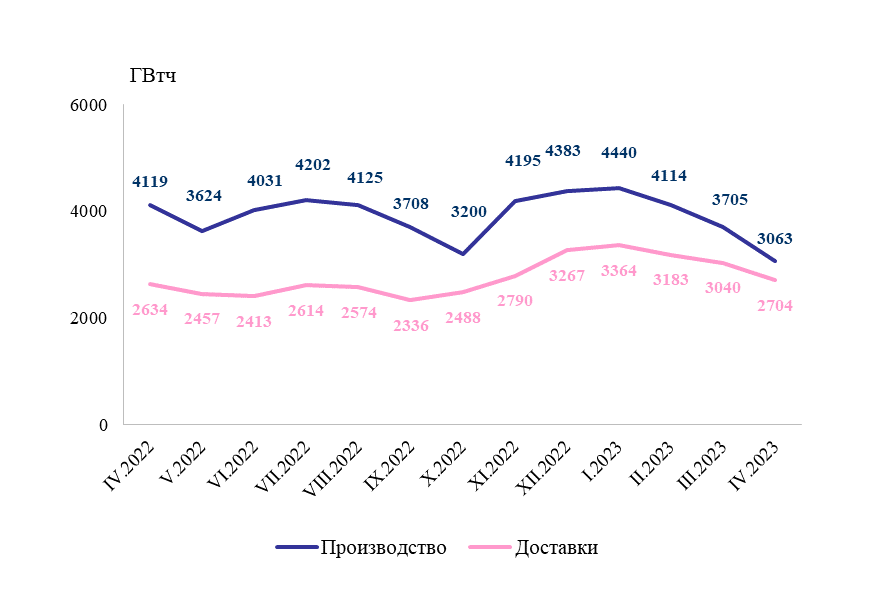 ГВтч
6000
4000
2000
0
4119 3624 4031 4202 4125 3708 3200 4195 4383 4440 4114 3705 3063
2634 2457 2413 2614 2574 2336 2488 2790 3267 3364 3183 3040 2704
IV.2022 V.2022 VI.2022 VII.2022 VIII.2022 IX.2022 X.2022 XI.2022 XII.2022 I.2023 II.2023 III.2023 IV.2023
Производство Доставки